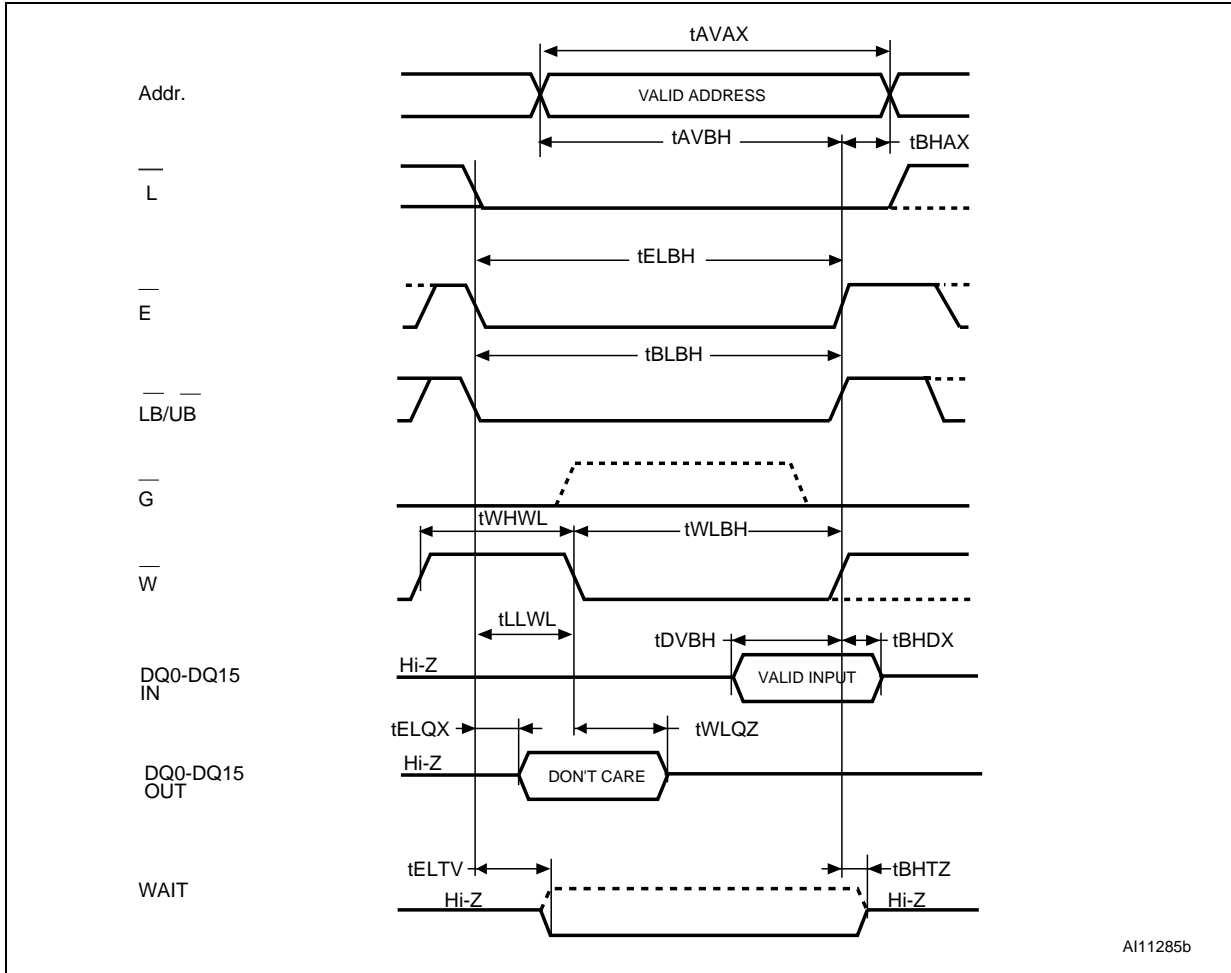 tAVAX
Addr.
VALID ADDRESS
tAVBH
tBHAX
L
tELBH
E
tBLBH
LB/UB
G
tWHWL
tWLBH
W
tLLWL
tDVBH
tBHDX
Hi-Z
DQ0-DQ15
IN
VALID INPUT
tELQX
tWLQZ
Hi-Z
DQ0-DQ15
OUT
DON'T CARE
tELTV
tBHTZ
WAIT
Hi-Z
Hi-Z
AI11285b